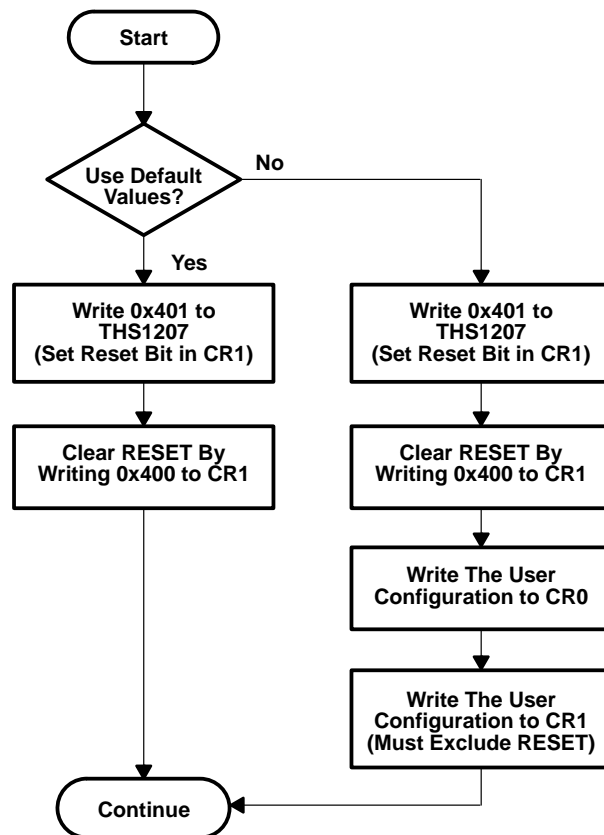 Start
Use Default
Values?
No
Yes
Write 0x401 to
THS1207
(Set Reset Bit in CR1)
Clear RESET By
Writing 0x400 to CR1
Write 0x401 to
THS1207
(Set Reset Bit in CR1)
Clear RESET By
Writing 0x400 to CR1
Write The User
Configuration to CR0
Write The User
Configuration to CR1
(Must Exclude RESET)
Continue